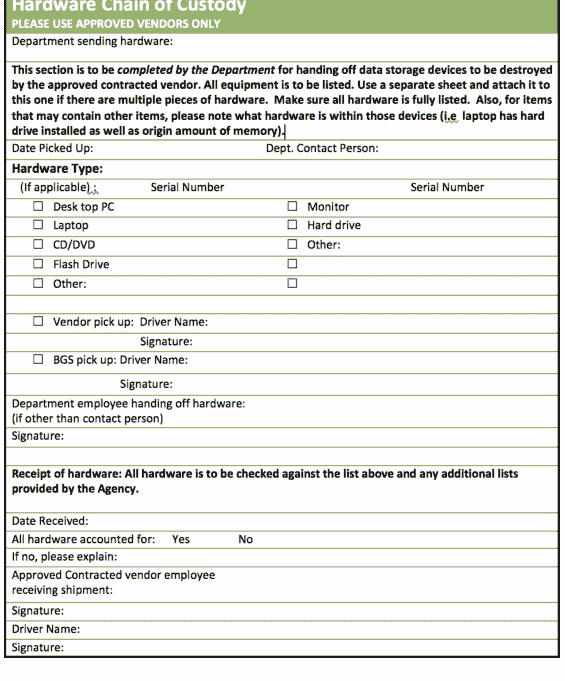 Hardware Chain of Custody
PLEASE USE APPROVED VENDORS ONLY
Department sending hardware:
This section is to be completed by the Department for handing off data storage devices to be destroyed
by the approved contracted vendor. All equipment is to be listed. Use a separate sheet and attach it to
this one if there are multiple pieces of hardware. Make sure all hardware is fully listed. Also, for items
that may contain other items, please note what hardware is within those devices (i.e laptop has hard
drive installed as well as origin amount of memory).
Date Picked Up: Dept. Contact Person:
Hardware Type:
(If applicable) : Serial Number Serial Number
☐ Desk top PC ☐ Monitor
☐ Laptop ☐ Hard drive
☐ CD/DVD ☐ Other:
☐ Flash Drive ☐
☐ Other: ☐
☐ Vendor pick up: Driver Name:
Signature:
☐ BGS pick up: Driver Name:
Signature:
Department employee handing off hardware:
(if other than contact person)
Signature:
Receipt of hardware: All hardware is to be checked against the list above and any additional lists
provided by the Agency.
Date Received:
All hardware accounted for: Yes No
If no, please explain:
Approved Contracted vendor employee
receiving shipment:
Signature:
Driver Name:
Signature: